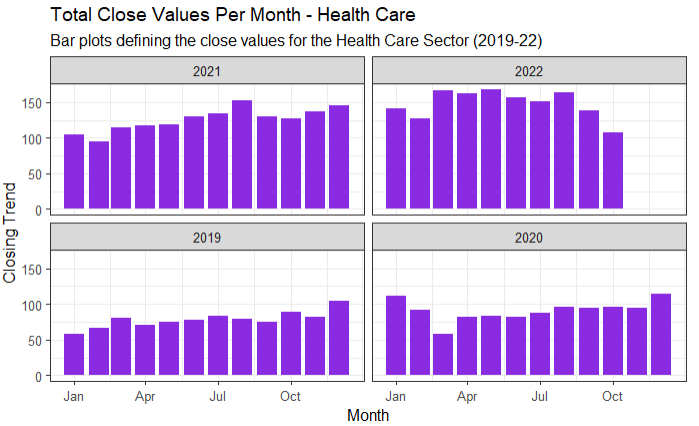 Total Close Values Per Month - Health Care
Bar plots defining the close values for the Health Care Sector (2019-22)
2021
2022
150
100
50
0
Closing Trend
2019
2020
150
100
50
0
Jan Apr Jul Oct
Jan Apr Jul Oct
Month